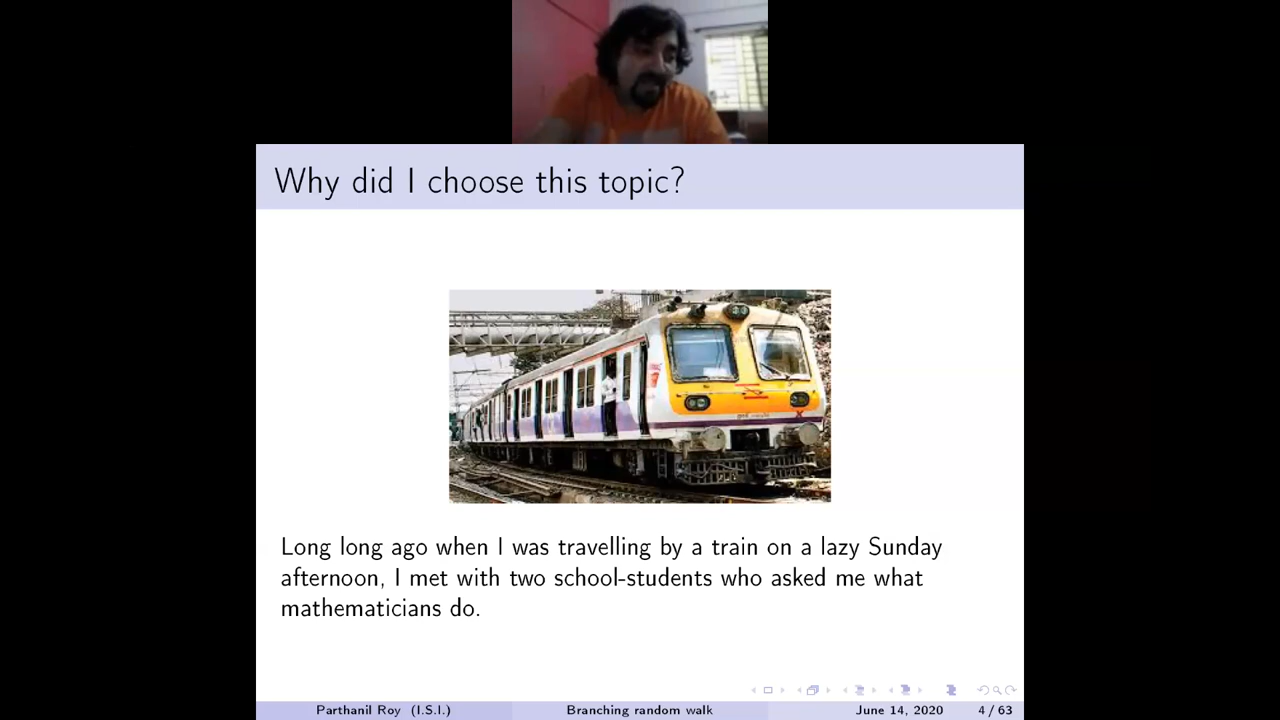 Why did I choose this topic?
Long long ago when I was travelling by a train on a lazy Sunday
afternoon, I met with two school-students who asked me what
mathematicians do.
Parthanil Roy (I.S.I.) Branching random walk June 14, 2020 4 / 63